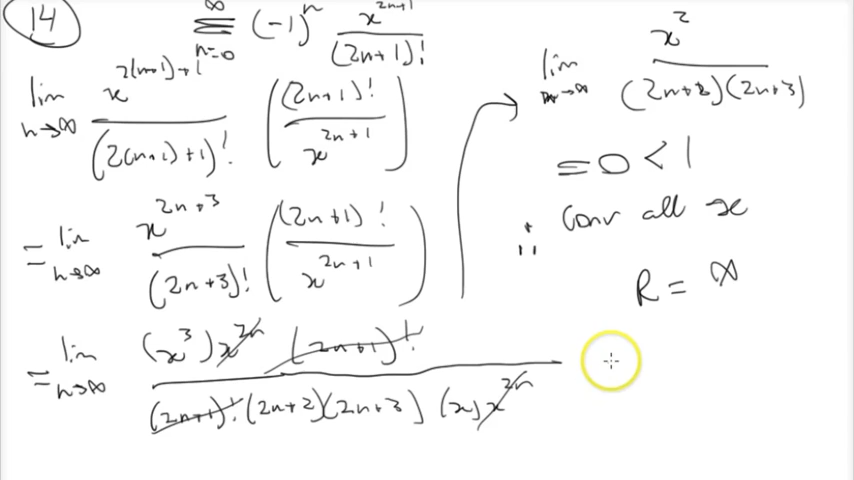 14
∞ Σ n=0 (-1)^n x^{2n+1} / (2n+1)!
lim n→∞ x^{2(n+1)+1} / (2(n+1)+1)! ( (2n+1)! / x^{2n+1} )
= lim n→∞ x^{2n+3} / (2n+3)! ( (2n+1)! / x^{2n+1} )
= lim n→∞ (x^3) x^{2n} (2n+1)! / (2n+1)! (2n+2)(2n+3) (x) x^{2n}
lim n→∞ x^2 / (2n+2)(2n+3)
= 0 < 1
∴ Conv all x
R = ∞